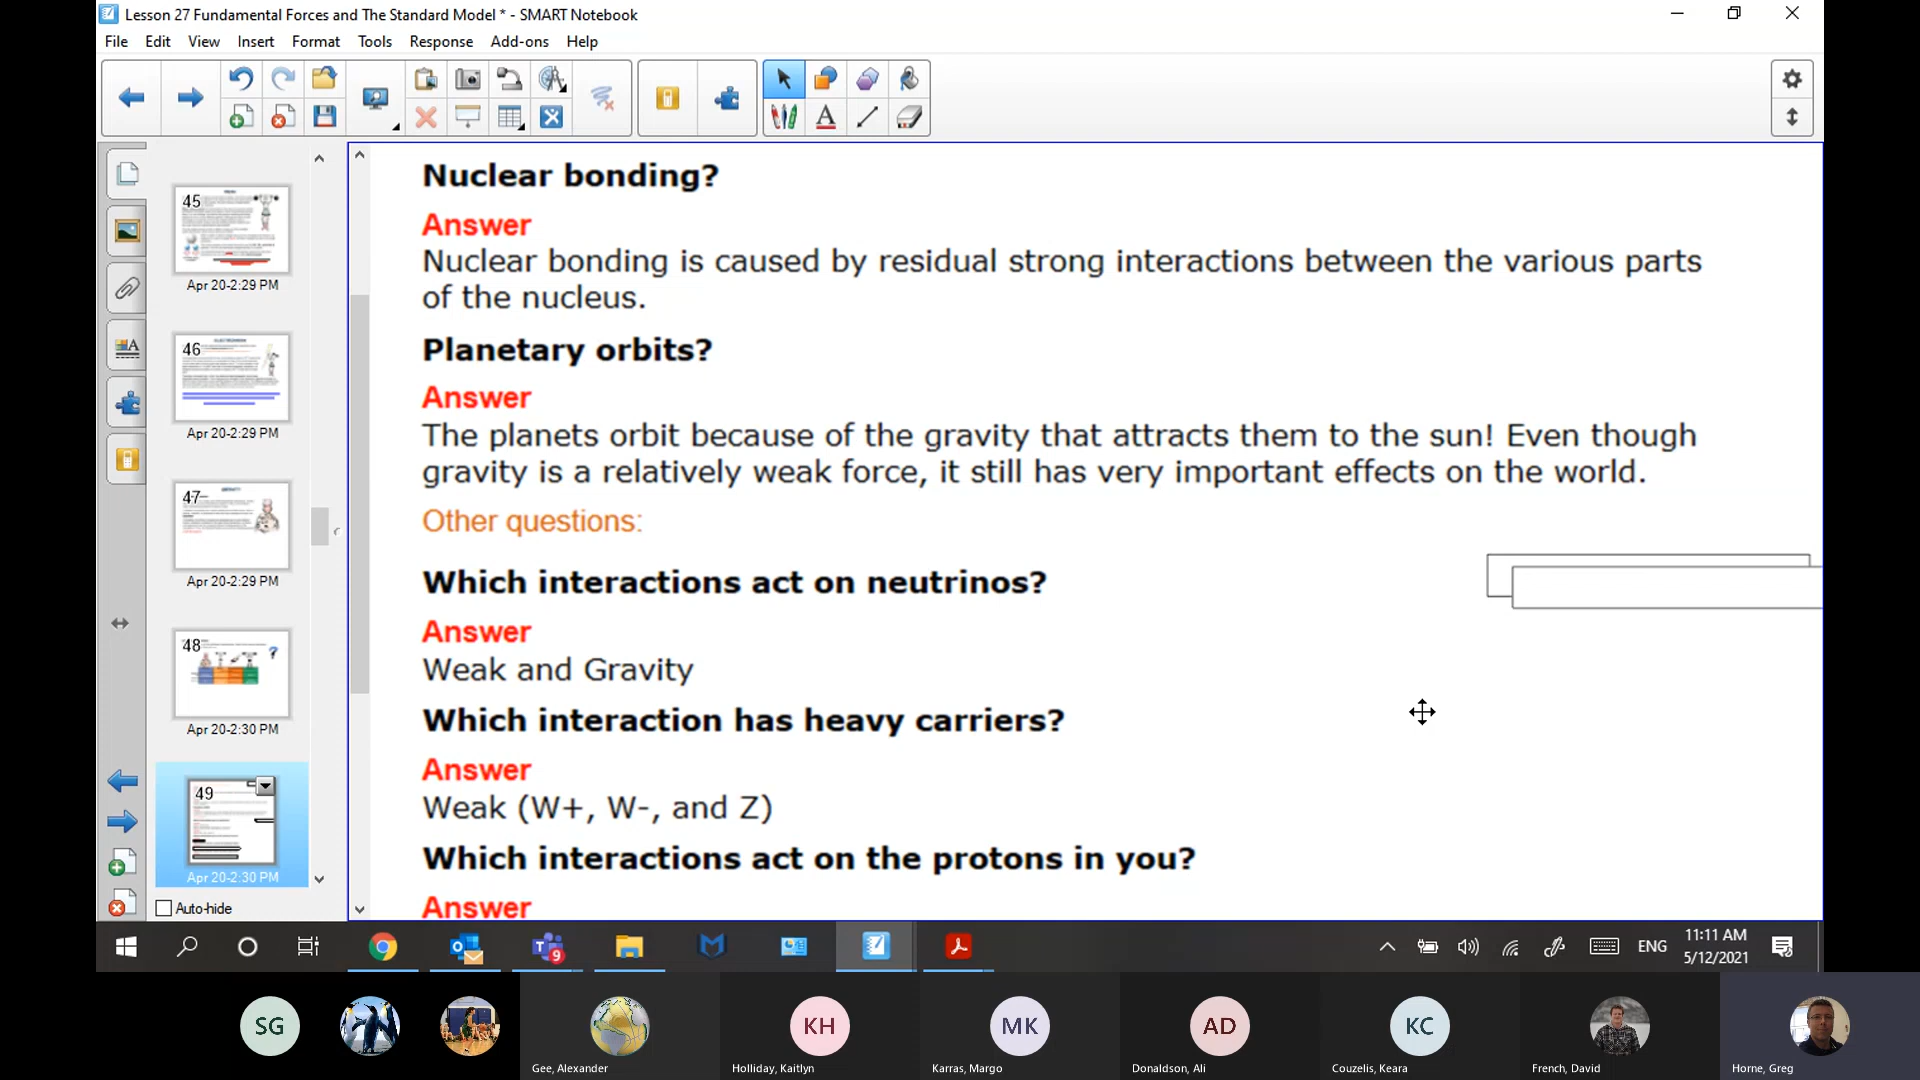 Lesson 27 Fundamental Forces and The Standard Model * - SMART Notebook
File Edit View Insert Format Tools Response Add-ons Help
45
Apr 20-2:29 PM
46
Apr 20-2:29 PM
47
Apr 20-2:29 PM
48
Apr 20-2:30 PM
49
Apr 20-2:30 PM
Auto-hide
Nuclear bonding?
Answer
Nuclear bonding is caused by residual strong interactions between the various parts
of the nucleus.
Planetary orbits?
Answer
The planets orbit because of the gravity that attracts them to the sun! Even though
gravity is a relatively weak force, it still has very important effects on the world.
Other questions:
Which interactions act on neutrinos?
Answer
Weak and Gravity
Which interaction has heavy carriers?
Answer
Weak (W+, W-, and Z)
Which interactions act on the protons in you?
Answer
9
ENG
11:11 AM
5/12/2021
SG
KH
MK
AD
KC
Gee, Alexander
Holliday, Kaitlyn
Karras, Margo
Donaldson, Ali
Couzelis, Keara
French, David
Horne, Greg